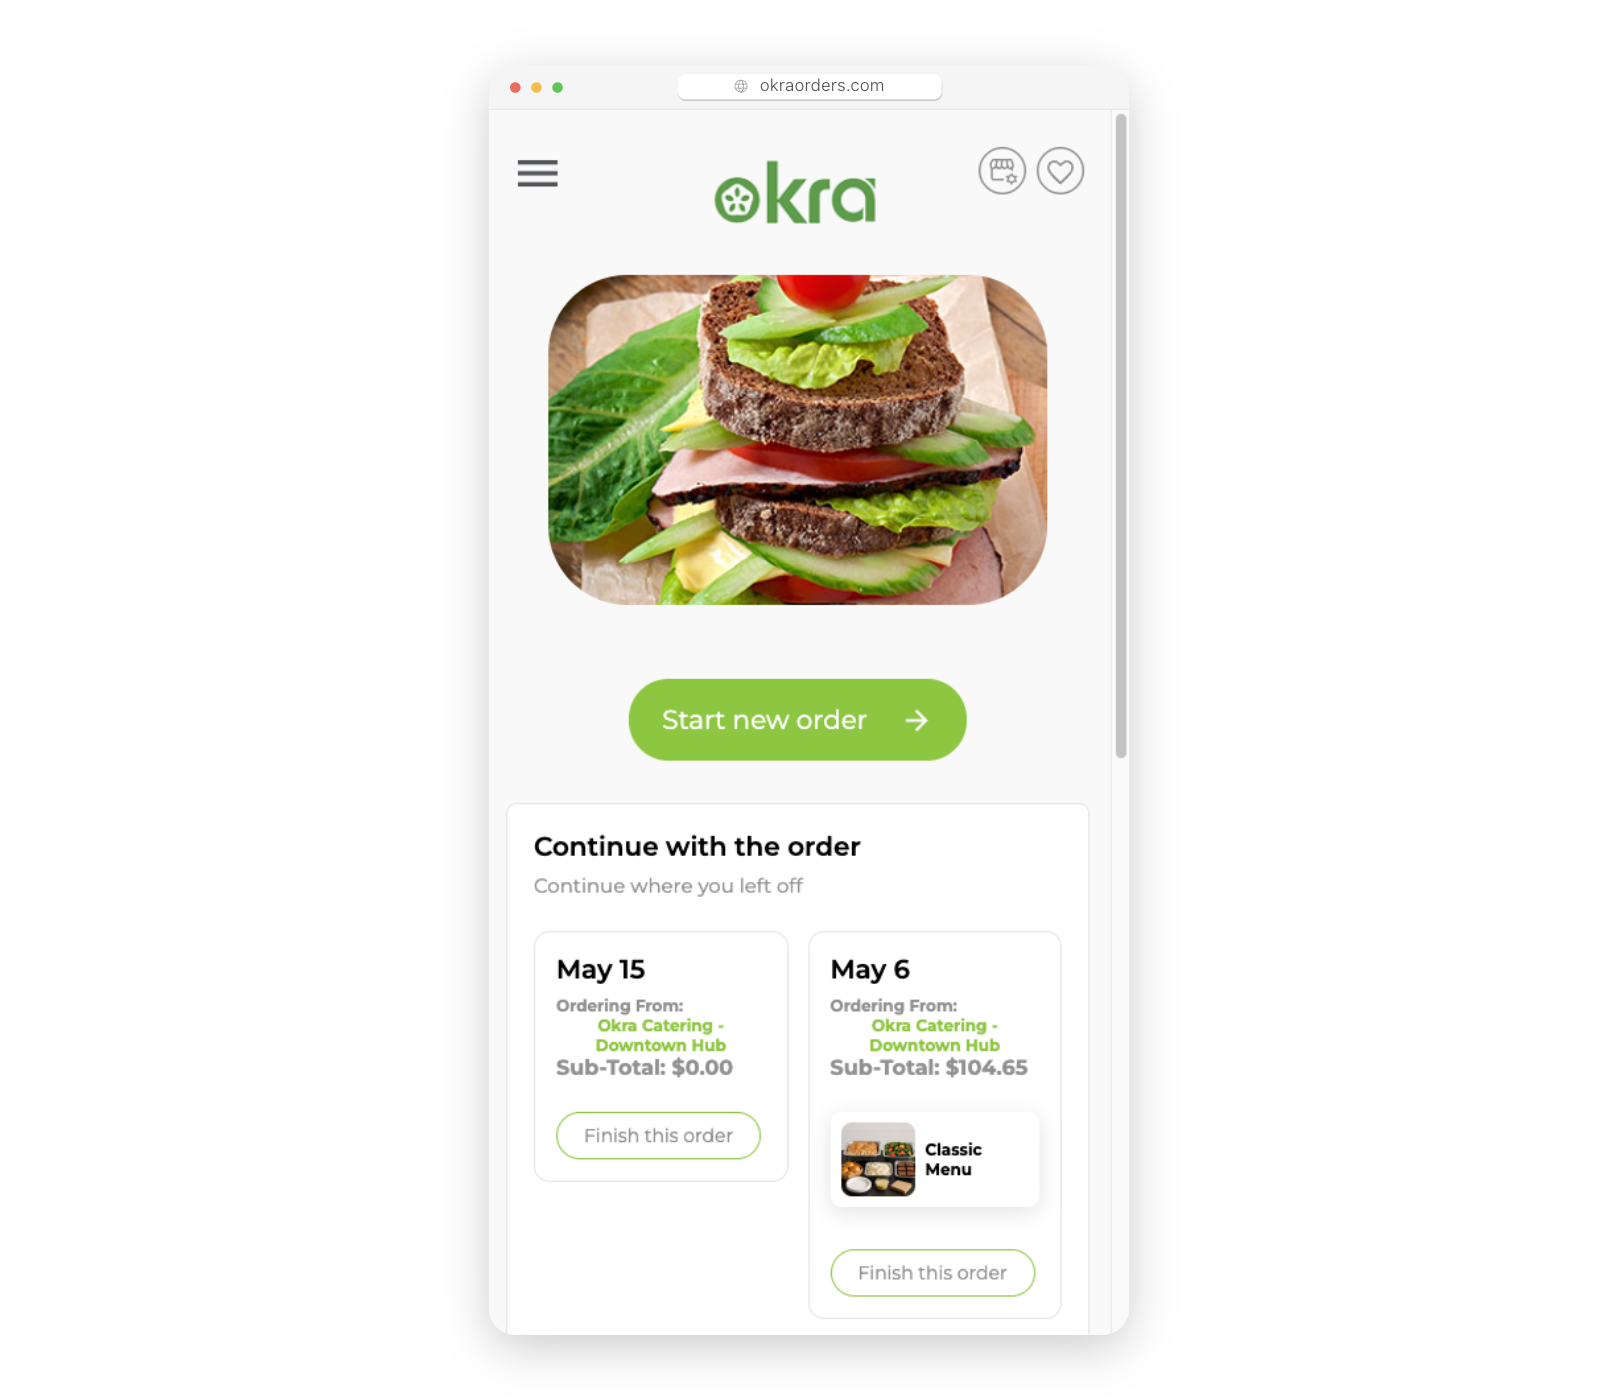 okraorders.com
okra
Start new order
Continue with the order
Continue where you left off
May 15
Ordering From:
Okra Catering -
Downtown Hub
Sub-Total: $0.00
Finish this order
May 6
Ordering From:
Okra Catering -
Downtown Hub
Sub-Total: $104.65
Classic
Menu
Finish this order